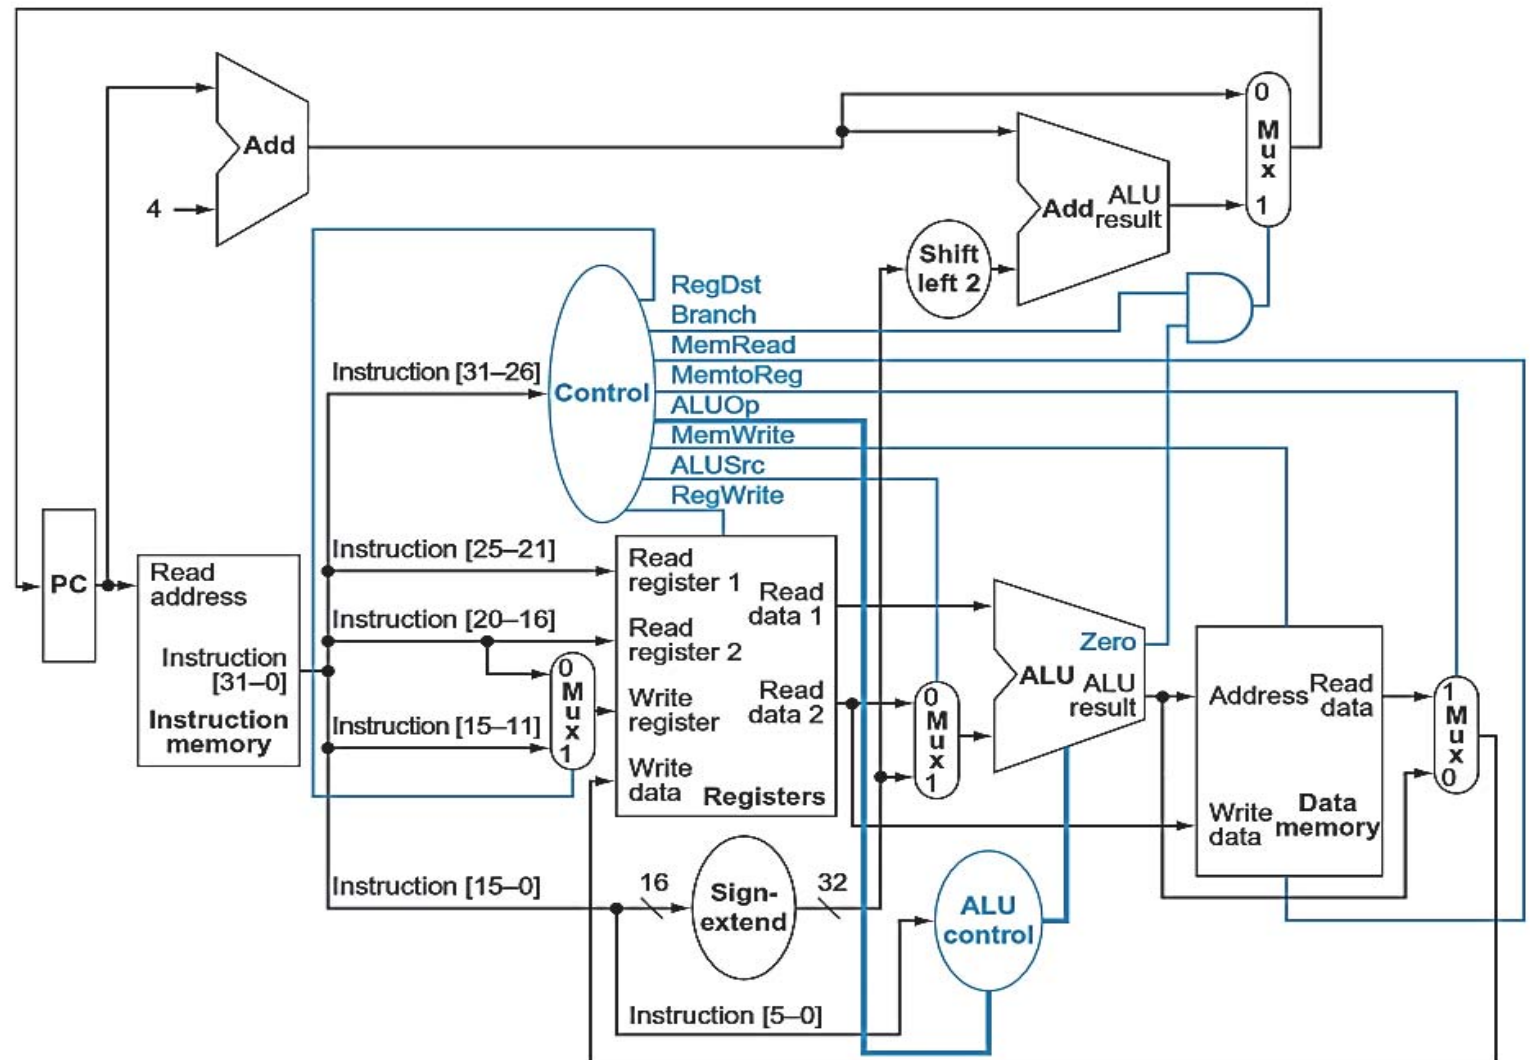 0
Mux
1
Add
4
Add
ALU
result
Shift
left 2
RegDst
Branch
MemRead
MemtoReg
ALUOp
MemWrite
ALUSrc
RegWrite
Control
Instruction [31–26]
Instruction [25–21]
Instruction [20–16]
Instruction [15–11]
Instruction [15–0]
Instruction [5–0]
PC
Read
address
Instruction
[31–0]
Instruction
memory
0
Mux
1
Read
register 1
Read
register 2
Write
register
Write
data
Read
data 1
Read
data 2
Registers
16
Sign-
extend
32
0
Mux
1
Zero
ALU
ALU
result
ALU
control
Address
Read
data
Write
data
Data
memory
1
Mux
0